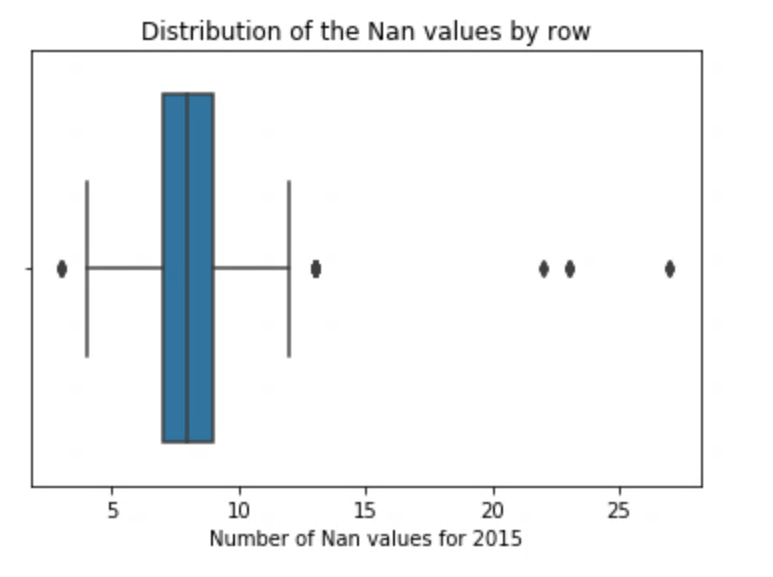 Distribution of the Nan values by row
5 10 15 20 25
Number of Nan values for 2015